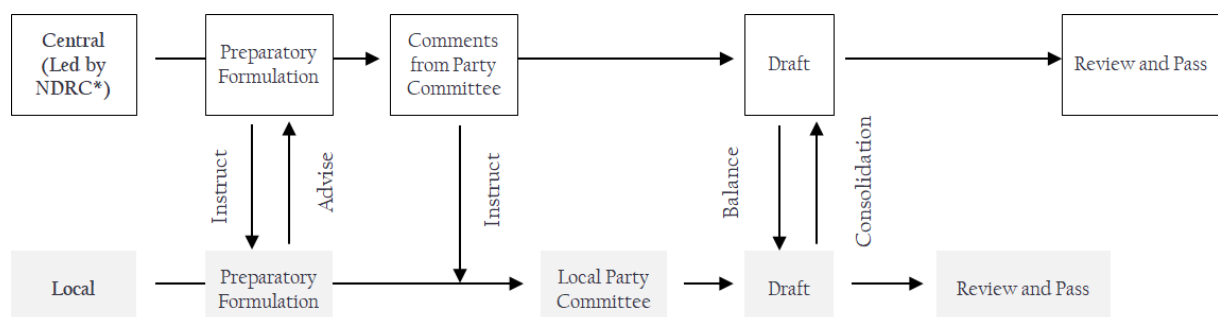 Central
(Led by
NDRC*)
Preparatory
Formulation
Comments
from Party
Committee
Draft
Review and Pass
Instruct
Advise
Instruct
Balance
Consolidation
Local
Preparatory
Formulation
Local Party
Committee
Draft
Review and Pass